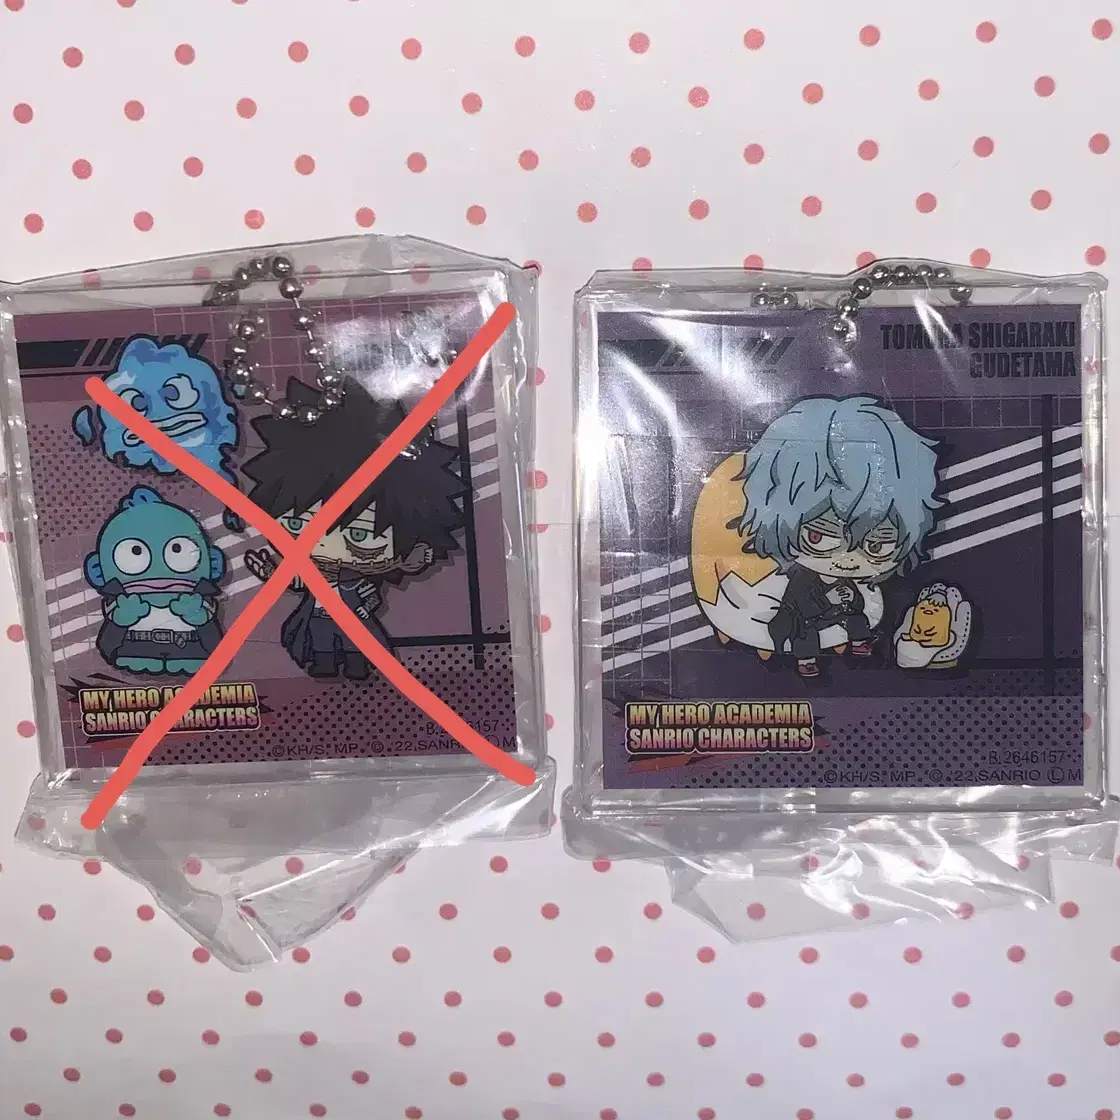 MY HERO ACADEMIA
SANRIO CHARACTERS
©KH/S, MP. © '22,SANRIO Ⓛ M
TOMURA SHIGARAKI
GUDETAMA
MY HERO ACADEMIA
SANRIO CHARACTERS
B.2646157
©KH/S, MP. © '22,SANRIO Ⓛ M